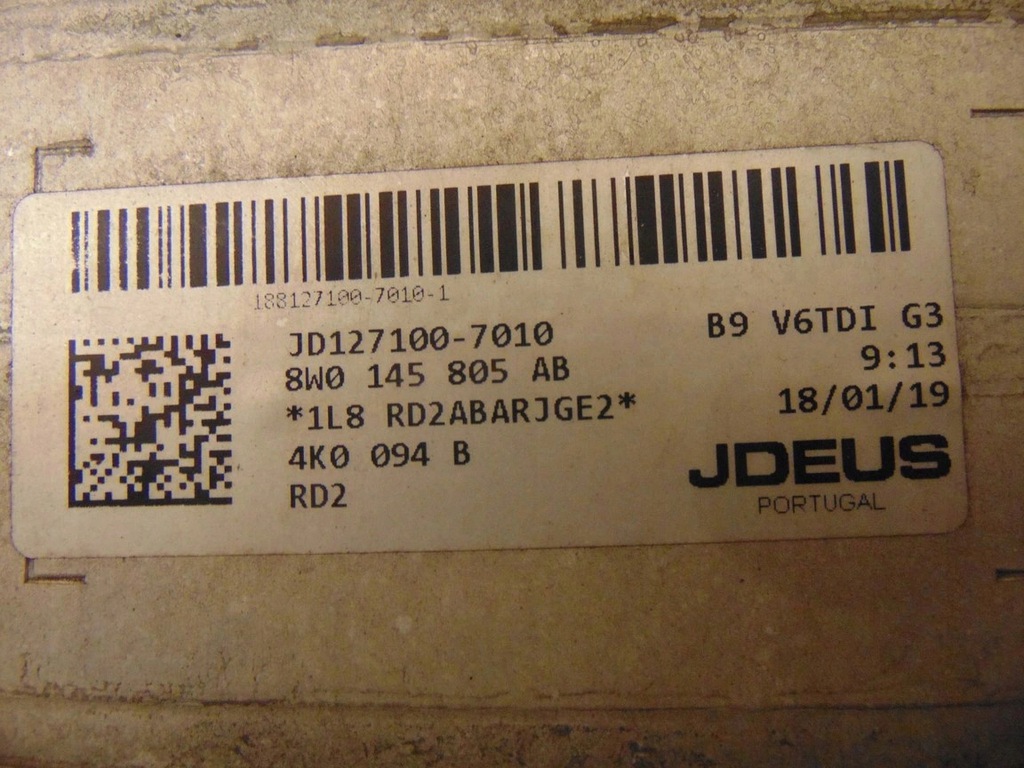 188127100-7010-1
JD127100-7010
8W0 145 805 AB
*1L8 RD2ABARJGE2*
4K0 094 B
RD2
B9 V6TDI G3
9:13
18/01/19
JDEUS
PORTUGAL